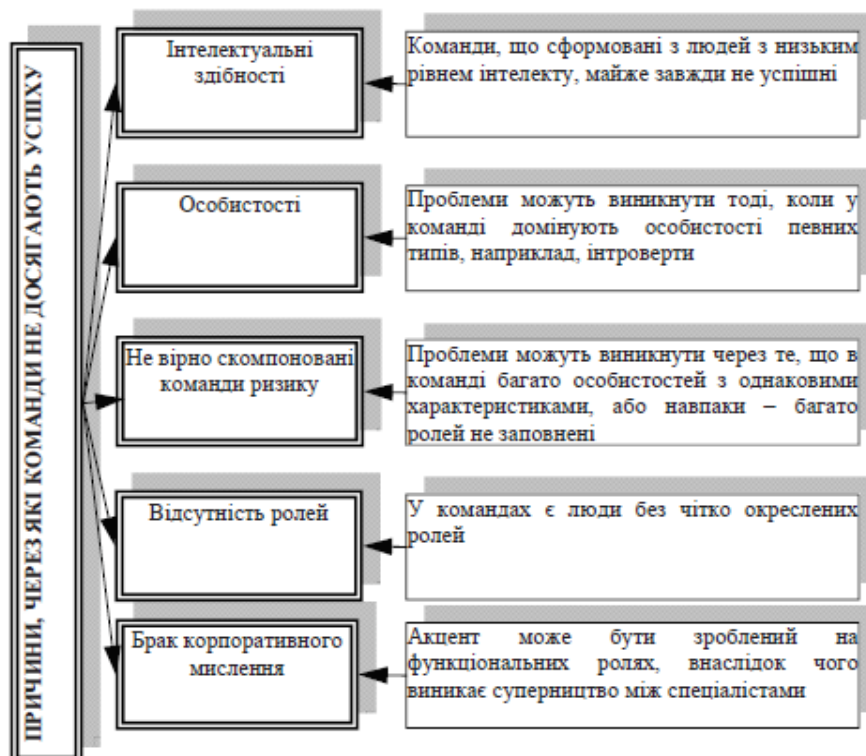 ПРИЧИНИ, ЧЕРЕЗ ЯКІ КОМАНДИ НЕ ДОСЯГАЮТЬ УСПІХУ
Інтелектуальні
здібності
Команди, що сформовані з людей з низьким
рівнем інтелекту, майже завжди не успішні
Особистості
Проблеми можуть виникнути тоді, коли у
команді домінують особистості певних
типів, наприклад, інтроверти
Не вірно скомпоновані
команди ризику
Проблеми можуть виникнути через те, що в
команді багато особистостей з однаковими
характеристиками, або навпаки – багато
ролей не заповнені
Відсутність ролей
У командах є люди без чітко окреслених
ролей
Брак корпоративного
мислення
Акцент може бути зроблений на
функціональних ролях, внаслідок чого
виникає суперництво між спеціалістами